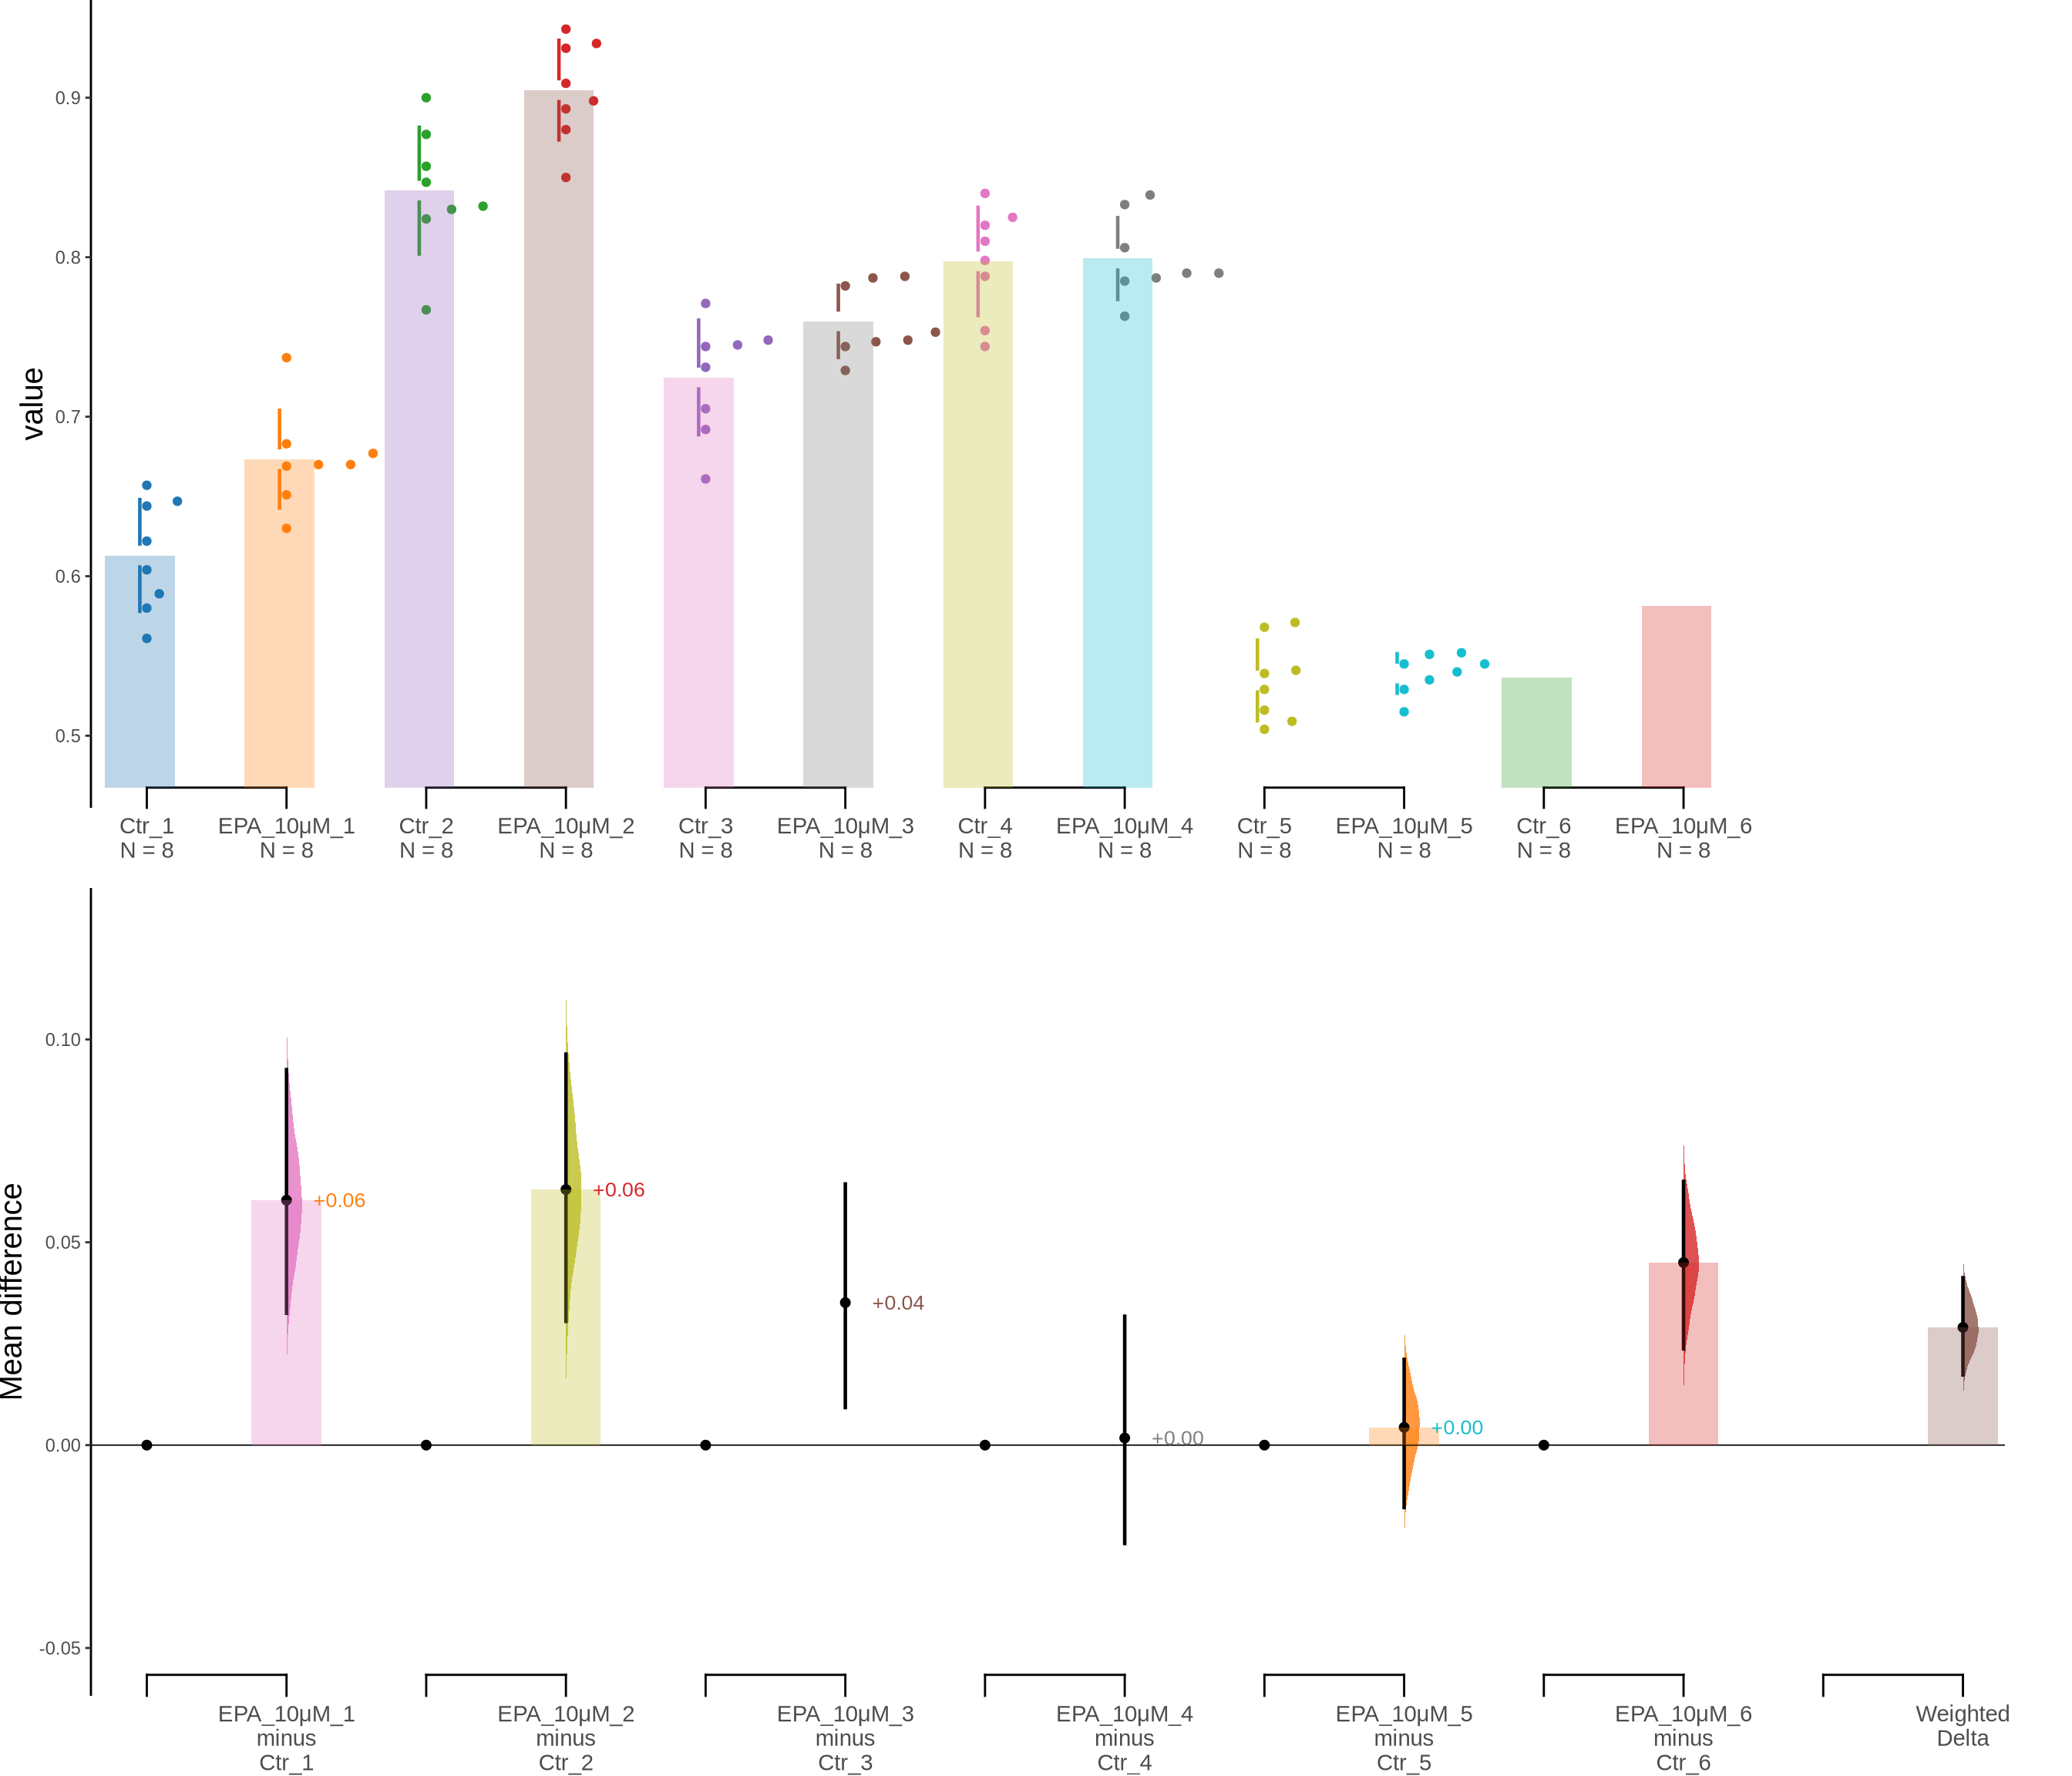 value
0.9
0.8
0.7
0.6
0.5
Ctr_1 EPA_10µM_1 Ctr_2 EPA_10µM_2 Ctr_3 EPA_10µM_3 Ctr_4 EPA_10µM_4 Ctr_5 EPA_10µM_5 Ctr_6 EPA_10µM_6
N = 8 N = 8 N = 8 N = 8 N = 8 N = 8 N = 8 N = 8 N = 8 N = 8 N = 8 N = 8
Mean difference
0.10
0.05
0.00
-0.05
+0.06
+0.06
+0.04
+0.00
+0.00
EPA_10µM_1 EPA_10µM_2 EPA_10µM_3 EPA_10µM_4 EPA_10µM_5 EPA_10µM_6 Weighted
minus minus minus minus minus minus Delta
Ctr_1 Ctr_2 Ctr_3 Ctr_4 Ctr_5 Ctr_6